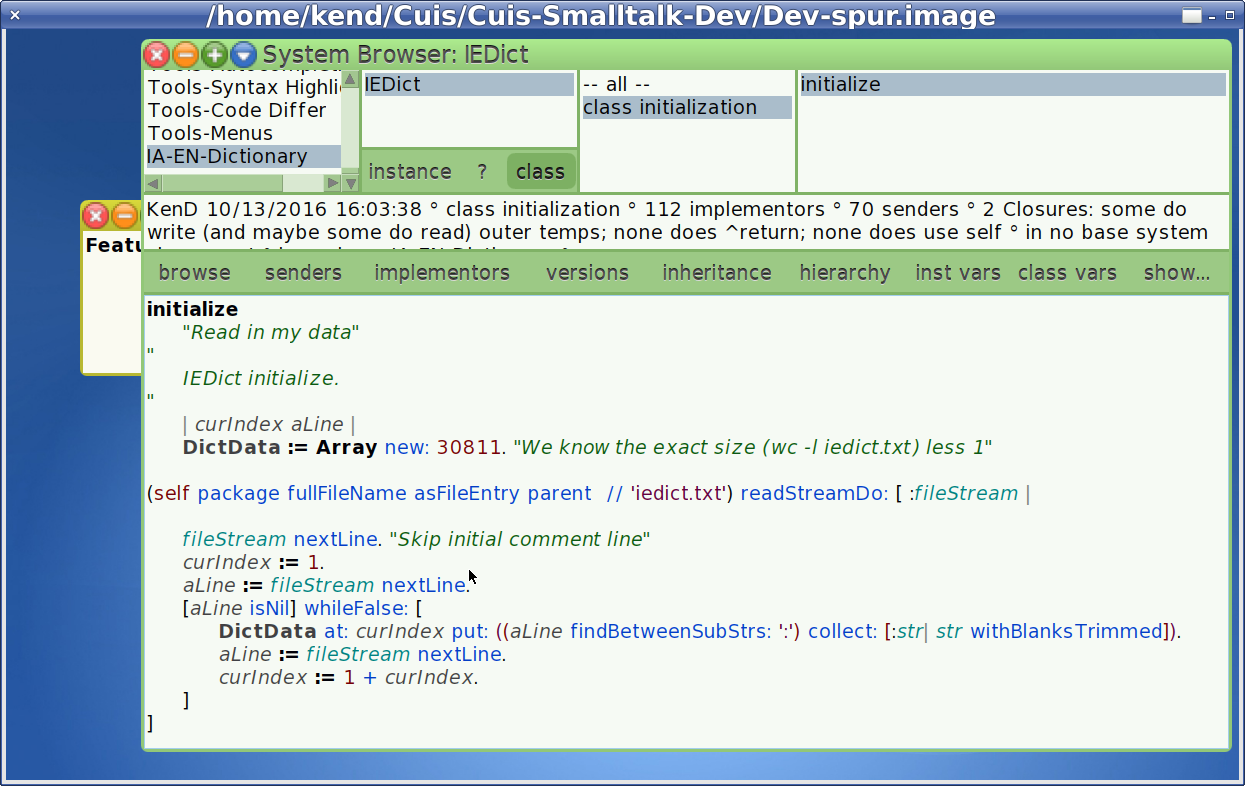 /home/kend/Cuis/Cuis-Smalltalk-Dev/Dev-spur.image
System Browser: IEDict
Tools-Syntax Highli
Tools-Code Differ
Tools-Menus
IA-EN-Dictionary
IEDict
instance ? class
-- all --
class initialization
initialize
KenD 10/13/2016 16:03:38 ° class initialization ° 112 implementors ° 70 senders ° 2 Closures: some do
write (and maybe some do read) outer temps; none does ^return; none does use self ° in no base system
Featu
browse senders implementors versions inheritance hierarchy inst vars class vars show...
initialize
"Read in my data"
"
IEDict initialize.
"
| curIndex aLine |
DictData := Array new: 30811. "We know the exact size (wc -l iedict.txt) less 1"
(self package fullFileName asFileEntry parent // 'iedict.txt') readStreamDo: [ :fileStream |
fileStream nextLine. "Skip initial comment line"
curIndex := 1.
aLine := fileStream nextLine.
[aLine isNil] whileFalse: [
DictData at: curIndex put: ((aLine findBetweenSubStrs: ':') collect: [:str| str withBlanksTrimmed]).
aLine := fileStream nextLine.
curIndex := 1 + curIndex.
]
]